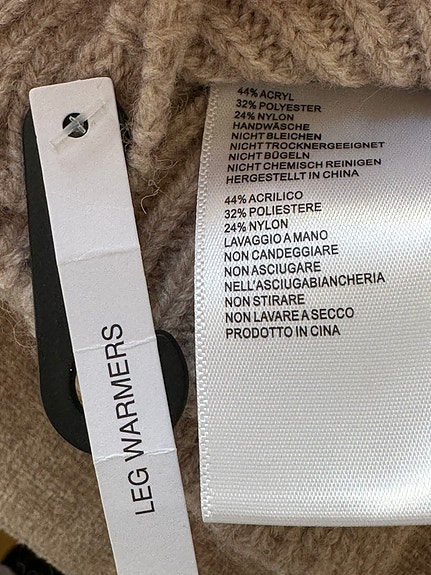 44% ACRYL
32% POLYESTER
24% NYLON
HANDWÄSCHE
NICHT BLEICHEN
NICHT TROCKNERGEEIGNET
NICHT BÜGELN
NICHT CHEMISCH REINIGEN
HERGESTELLT IN CHINA
44% ACRILICO
32% POLIESTERE
24% NYLON
LAVAGGIO A MANO
NON CANDEGGIARE
NON ASCIUGARE
NELL'ASCIUGABIANCHERIA
NON STIRARE
NON LAVARE A SECCO
PRODOTTO IN CINA
LEG WARMERS